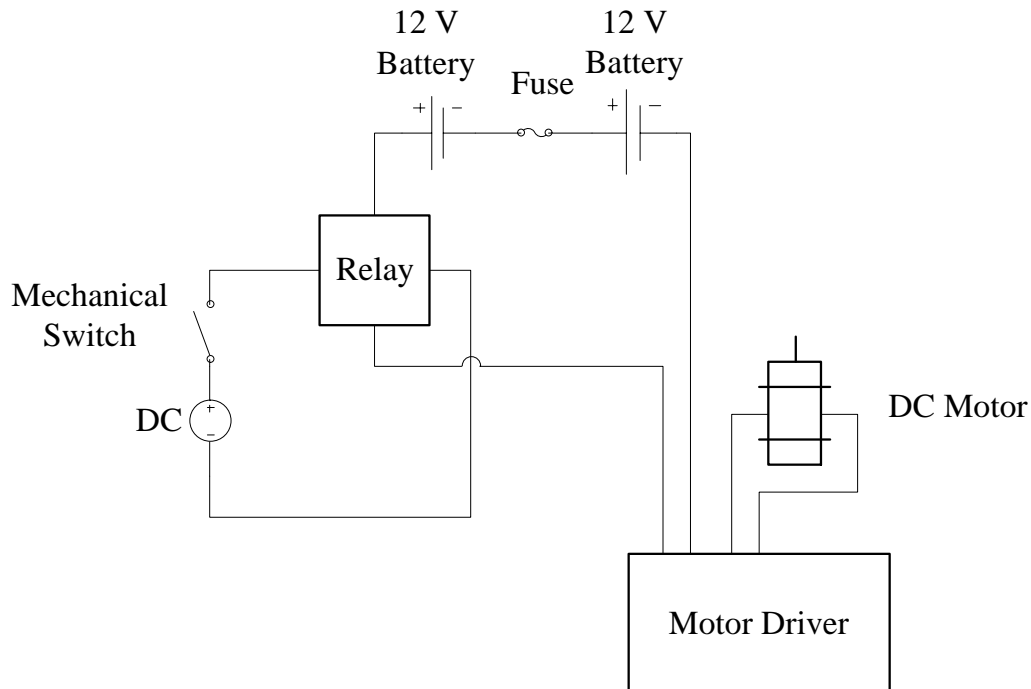 12 V
Battery
12 V
Battery
Fuse
+ −
+ −
Relay
Mechanical
Switch
DC
+
−
DC Motor
Motor Driver